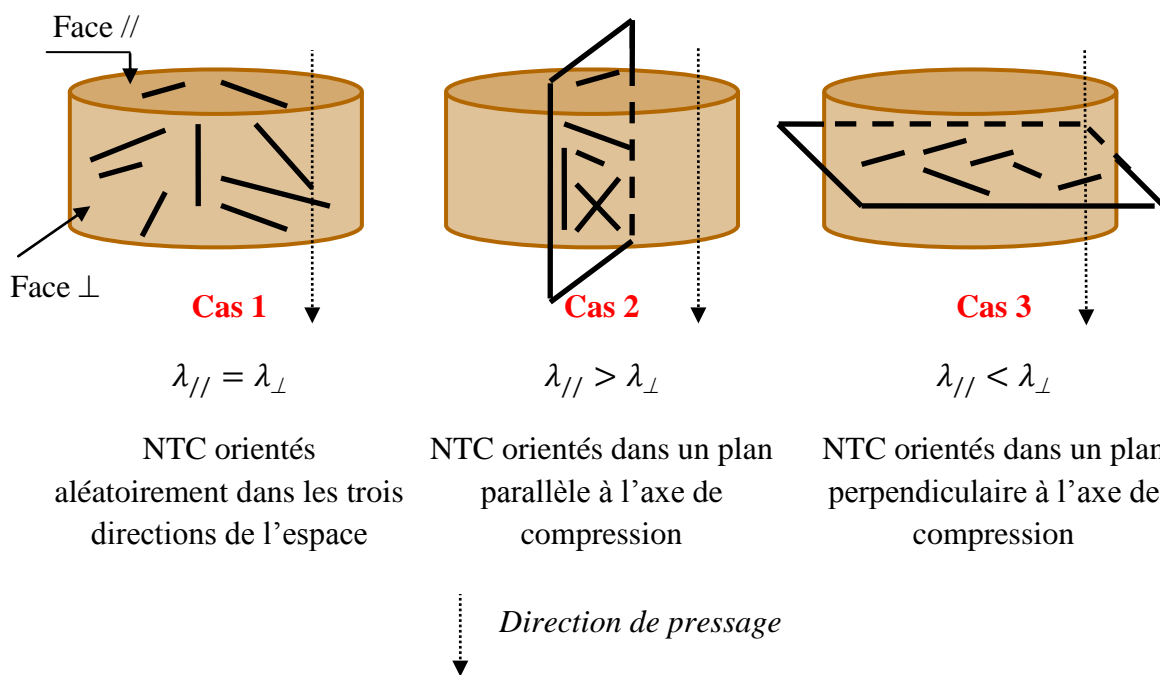 Face //
Face ⊥
Cas 1
Cas 2
Cas 3
λ// = λ⊥
λ// > λ⊥
λ// < λ⊥
NTC orientés
aléatoirement dans les trois
directions de l’espace
NTC orientés dans un plan
parallèle à l’axe de
compression
NTC orientés dans un plan
perpendiculaire à l’axe de
compression
Direction de pressage